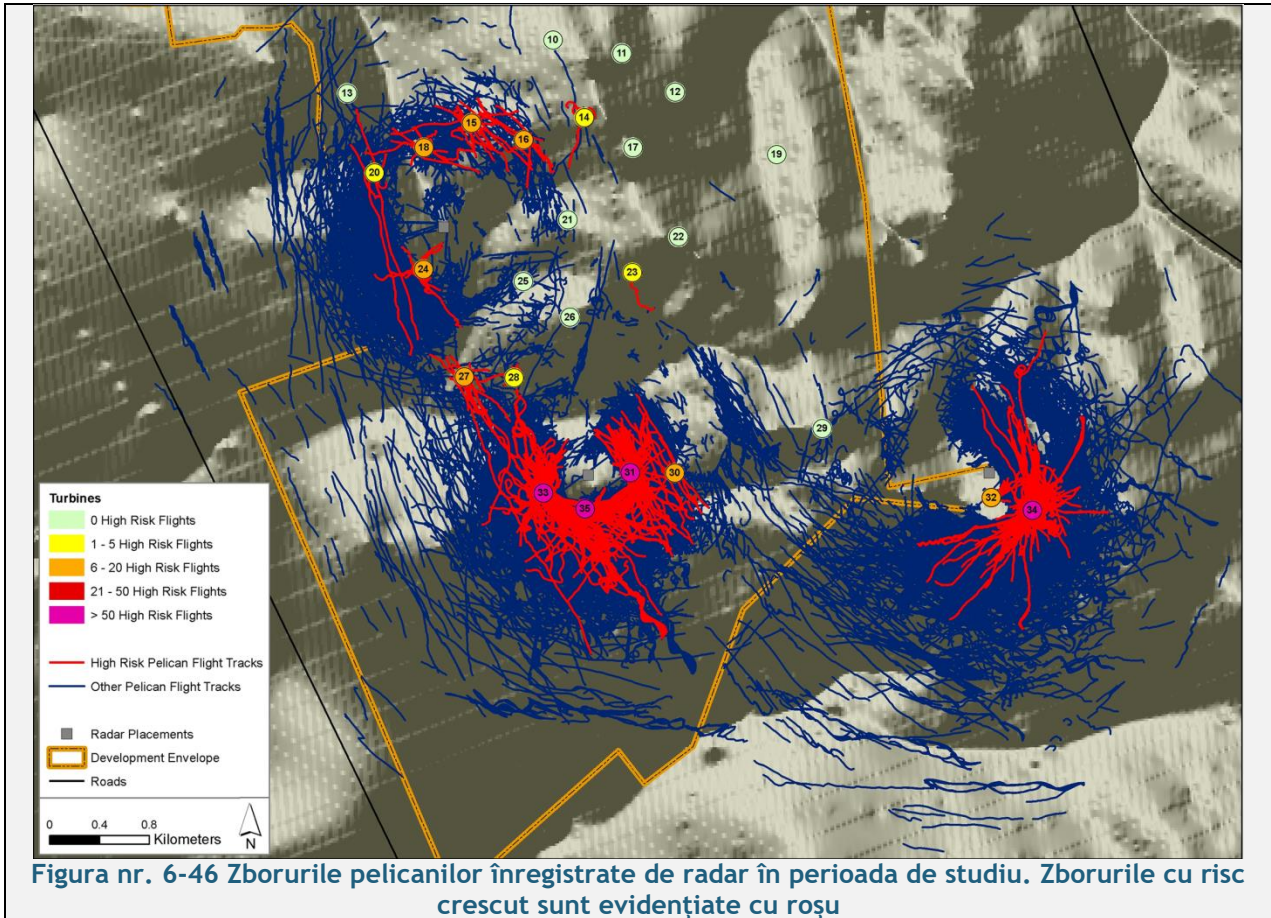 10
11
13
12
14
15
16
18
17
19
20
21
22
24
23
25
26
27
28
29
31
30
33
32
35
34
Turbines
0 High Risk Flights
1 - 5 High Risk Flights
6 - 20 High Risk Flights
21 - 50 High Risk Flights
> 50 High Risk Flights
High Risk Pelican Flight Tracks
Other Pelican Flight Tracks
Radar Placements
Development Envelope
Roads
0 0.4 0.8
Kilometers
N
Figura nr. 6-46 Zborurile pelicanilor înregistrate de radar în perioada de studiu. Zborurile cu risc
crescut sunt evidențiate cu roșu